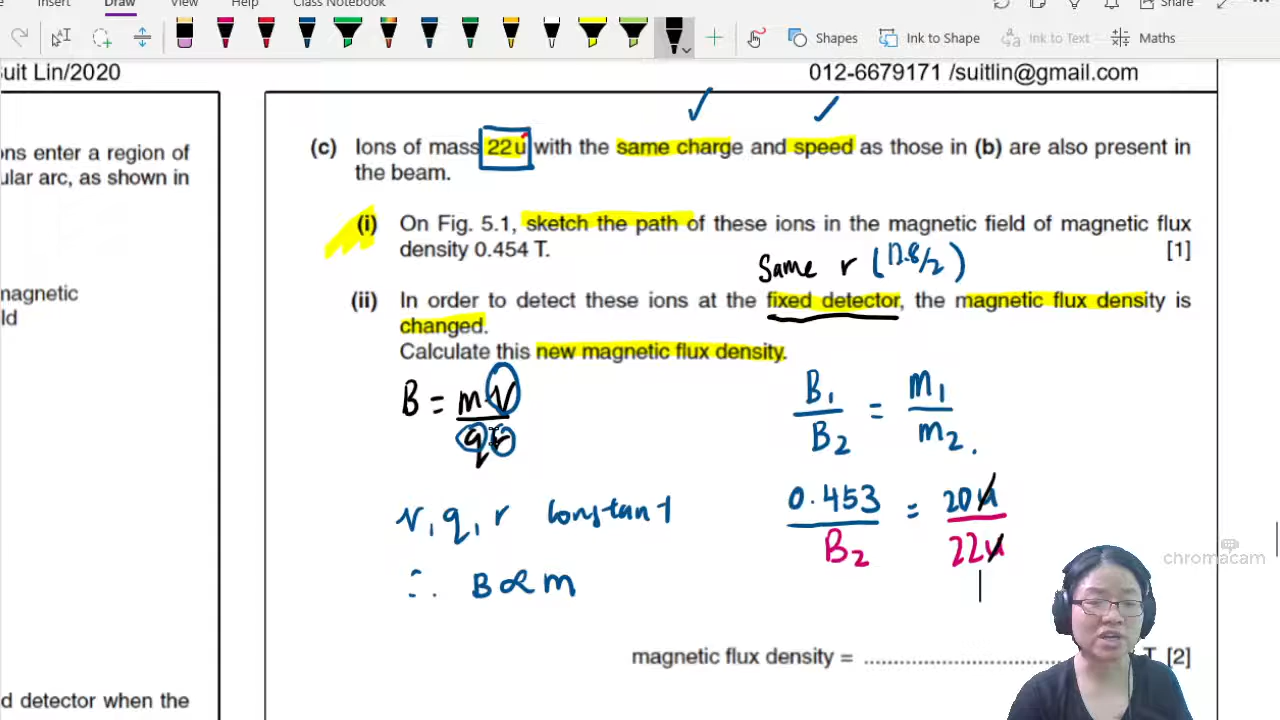 Insert Draw View Help Class Notebook Share
Shapes Ink to Shape Ink to Text Maths
Suit Lin/2020
012-6679171 /suitlin@gmail.com
ons enter a region of
ular arc, as shown in
magnetic
ld
d detector when the
(c) Ions of mass 22u with the same charge and speed as those in (b) are also present in
the beam.
(i) On Fig. 5.1, sketch the path of these ions in the magnetic field of magnetic flux
density 0.454 T. [1]
Same r (12.8/2)
(ii) In order to detect these ions at the fixed detector, the magnetic flux density is
changed.
Calculate this new magnetic flux density.
B = mv/qr
v, q, r constant
∴ B ∝ m
B1/B2 = m1/m2.
0.453/B2 = 20u/22u
chromacam
magnetic flux density = .................................... T [2]